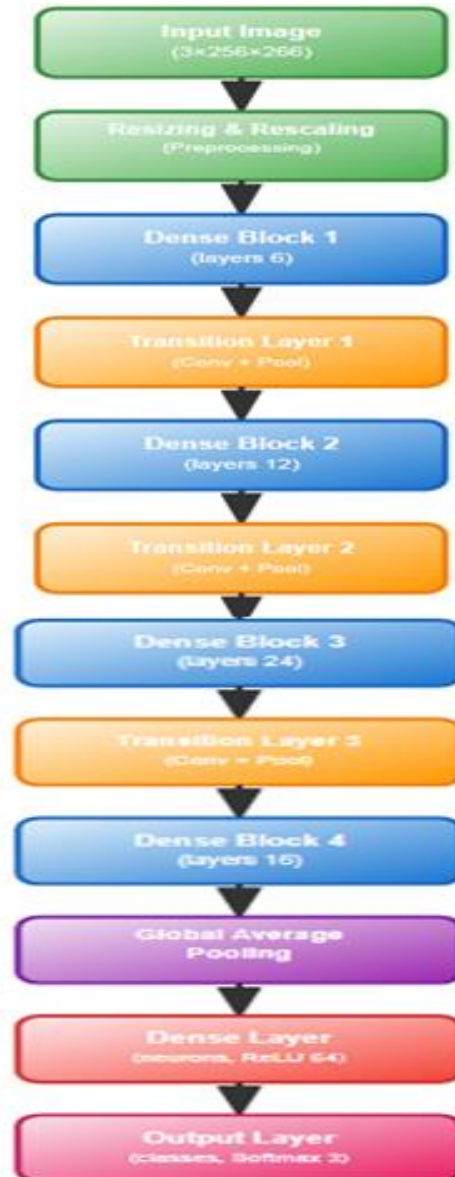 Input Image
(3×256×266)
Resizing & Rescaling
(Preprocessing)
Dense Block 1
(layers 6)
Transition Layer 1
(Conv + Pool)
Dense Block 2
(layers 12)
Transition Layer 2
(Conv + Pool)
Dense Block 3
(layers 24)
Transition Layer 3
(Conv + Pool)
Dense Block 4
(layers 16)
Global Average
Pooling
Dense Layer
(neurons, ReLU 64)
Output Layer
(classes, Softmax 3)